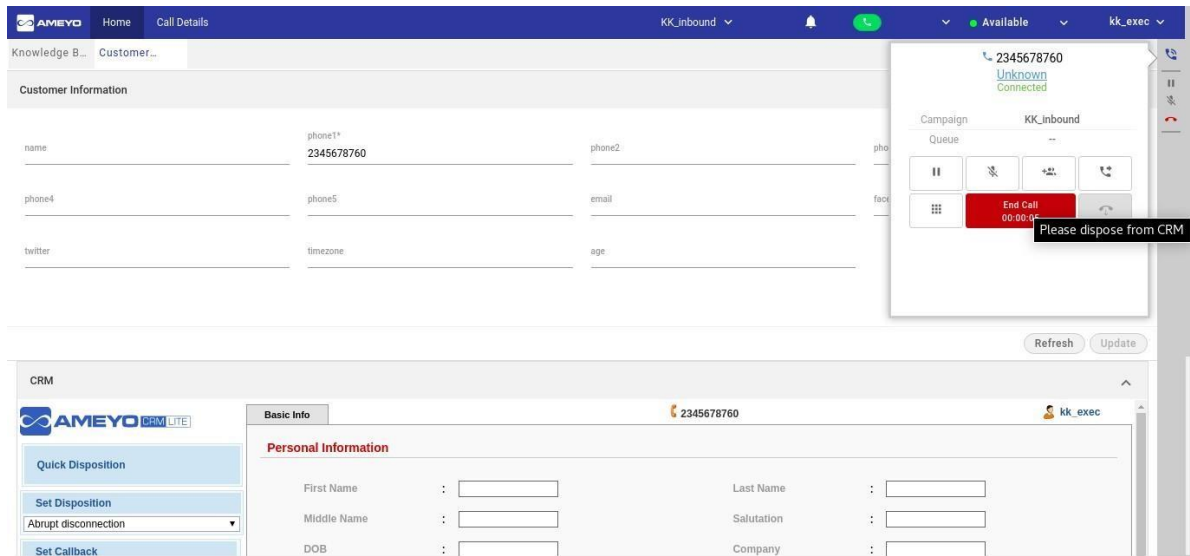 AMEYO Home Call Details KK_inbound Available kk_exec
Knowledge B... Customer...
2345678760
Unknown
Connected
Customer Information
Campaign KK_inbound
Queue --
name
phone1*
2345678760
phone2
pho
phone4
phone5
email
face
End Call
00:00:05
Please dispose from CRM
twitter
timezone
age
Refresh Update
CRM
AMEYO CRM LITE
Basic Info 2345678760 kk_exec
Personal Information
Quick Disposition
First Name : Last Name :
Set Disposition
Abrupt disconnection
Middle Name : Salutation :
Set Callback
DOB : Company :